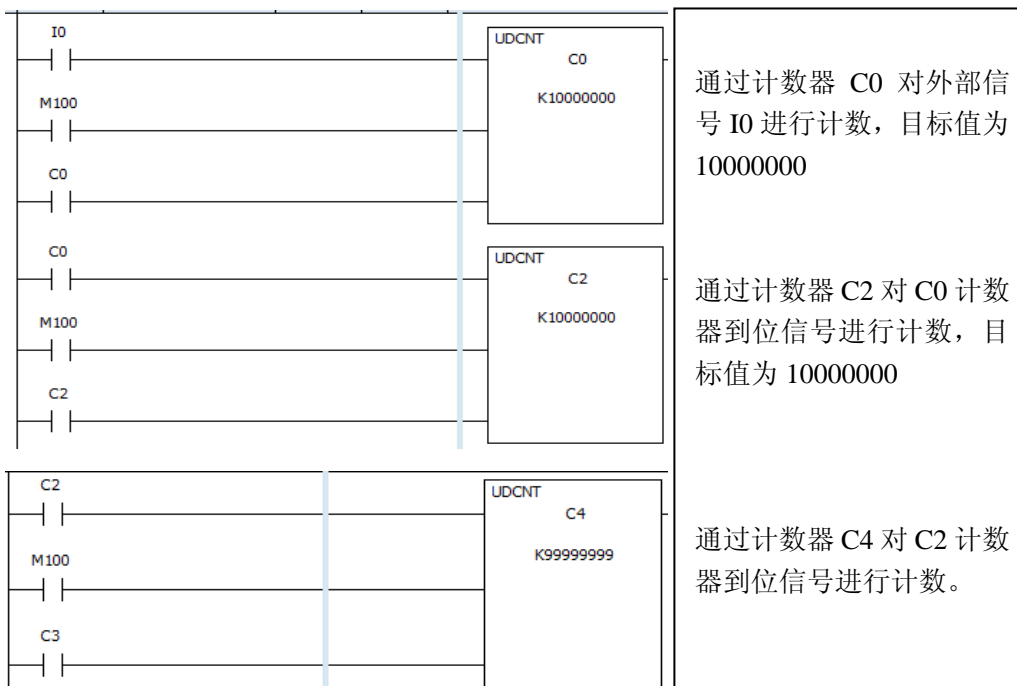 I0
UDCNT
C0
M100
K10000000
C0
C0
UDCNT
C2
M100
K10000000
C2
C2
UDCNT
C4
M100
K99999999
C3
通过计数器 C0 对外部信
号 I0 进行计数，目标值为
10000000
通过计数器 C2 对 C0 计数
器到位信号进行计数，目
标值为 10000000
通过计数器 C4 对 C2 计数
器到位信号进行计数。